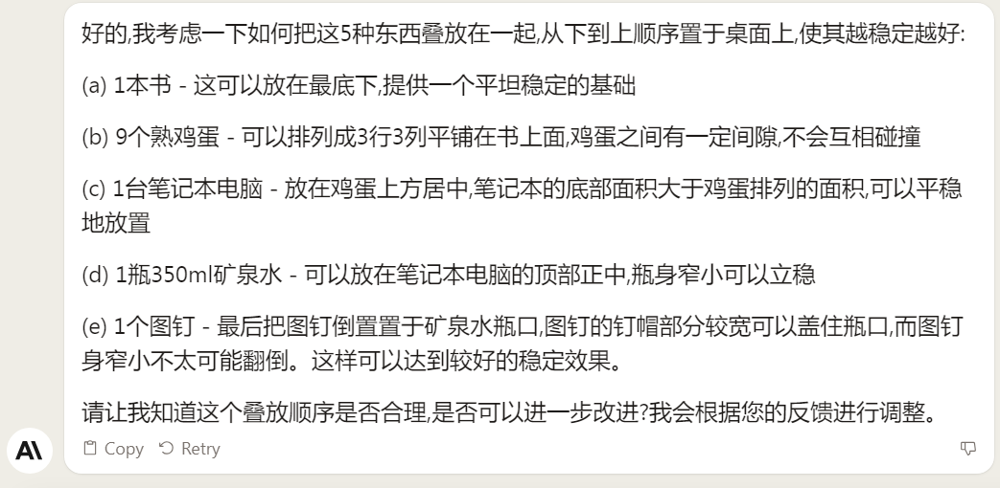 好的,我考虑一下如何把这5种东西叠放在一起,从下到上顺序置于桌面上,使其越稳定越好:
(a) 1本书 - 这可以放在最底下,提供一个平坦稳定的基础
(b) 9个熟鸡蛋 - 可以排列成3行3列平铺在书上面,鸡蛋之间有一定间隙,不会互相碰撞
(c) 1台笔记本电脑 - 放在鸡蛋上方居中,笔记本的底部面积大于鸡蛋排列的面积,可以平稳
地放置
(d) 1瓶350ml矿泉水 - 可以放在笔记本电脑的顶部正中,瓶身窄小可以立稳
(e) 1个图钉 - 最后把图钉倒置置于矿泉水瓶口,图钉的钉帽部分较宽可以盖住瓶口,而图钉
身窄小不太可能翻倒。这样可以达到较好的稳定效果。
请让我知道这个叠放顺序是否合理,是否可以进一步改进?我会根据您的反馈进行调整。
A\
Copy Retry